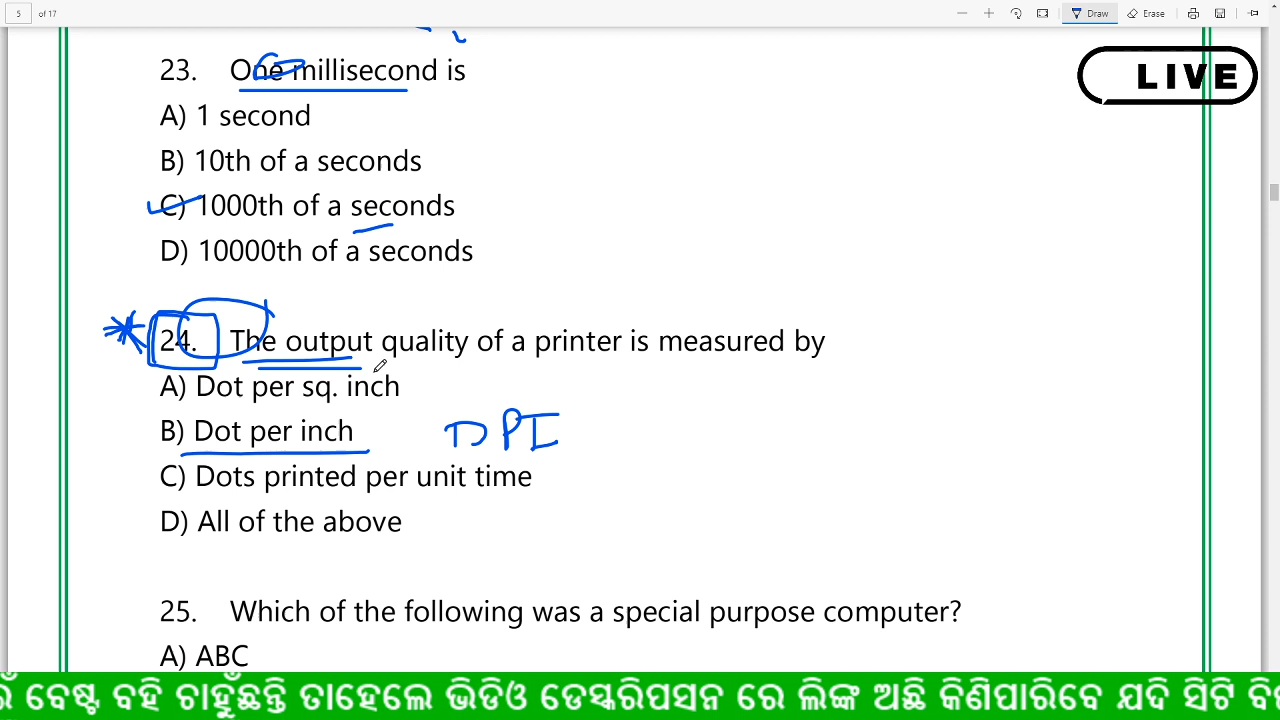 5 of 17
Draw
Erase
LIVE
23. One millisecond is
A) 1 second
B) 10th of a seconds
C) 1000th of a seconds
D) 10000th of a seconds
24. The output quality of a printer is measured by
A) Dot per sq. inch
B) Dot per inch DPI
C) Dots printed per unit time
D) All of the above
25. Which of the following was a special purpose computer?
A) ABC
ବେଷ୍ଟ ବହି ଚାହୁଁଛନ୍ତି ତାହେଲେ ଭିଡିଓ ଡେସ୍କରିପସନ ରେ ଲିଙ୍କ ଅଛି କିଣିପାରିବେ ଯଦି ସିଟି